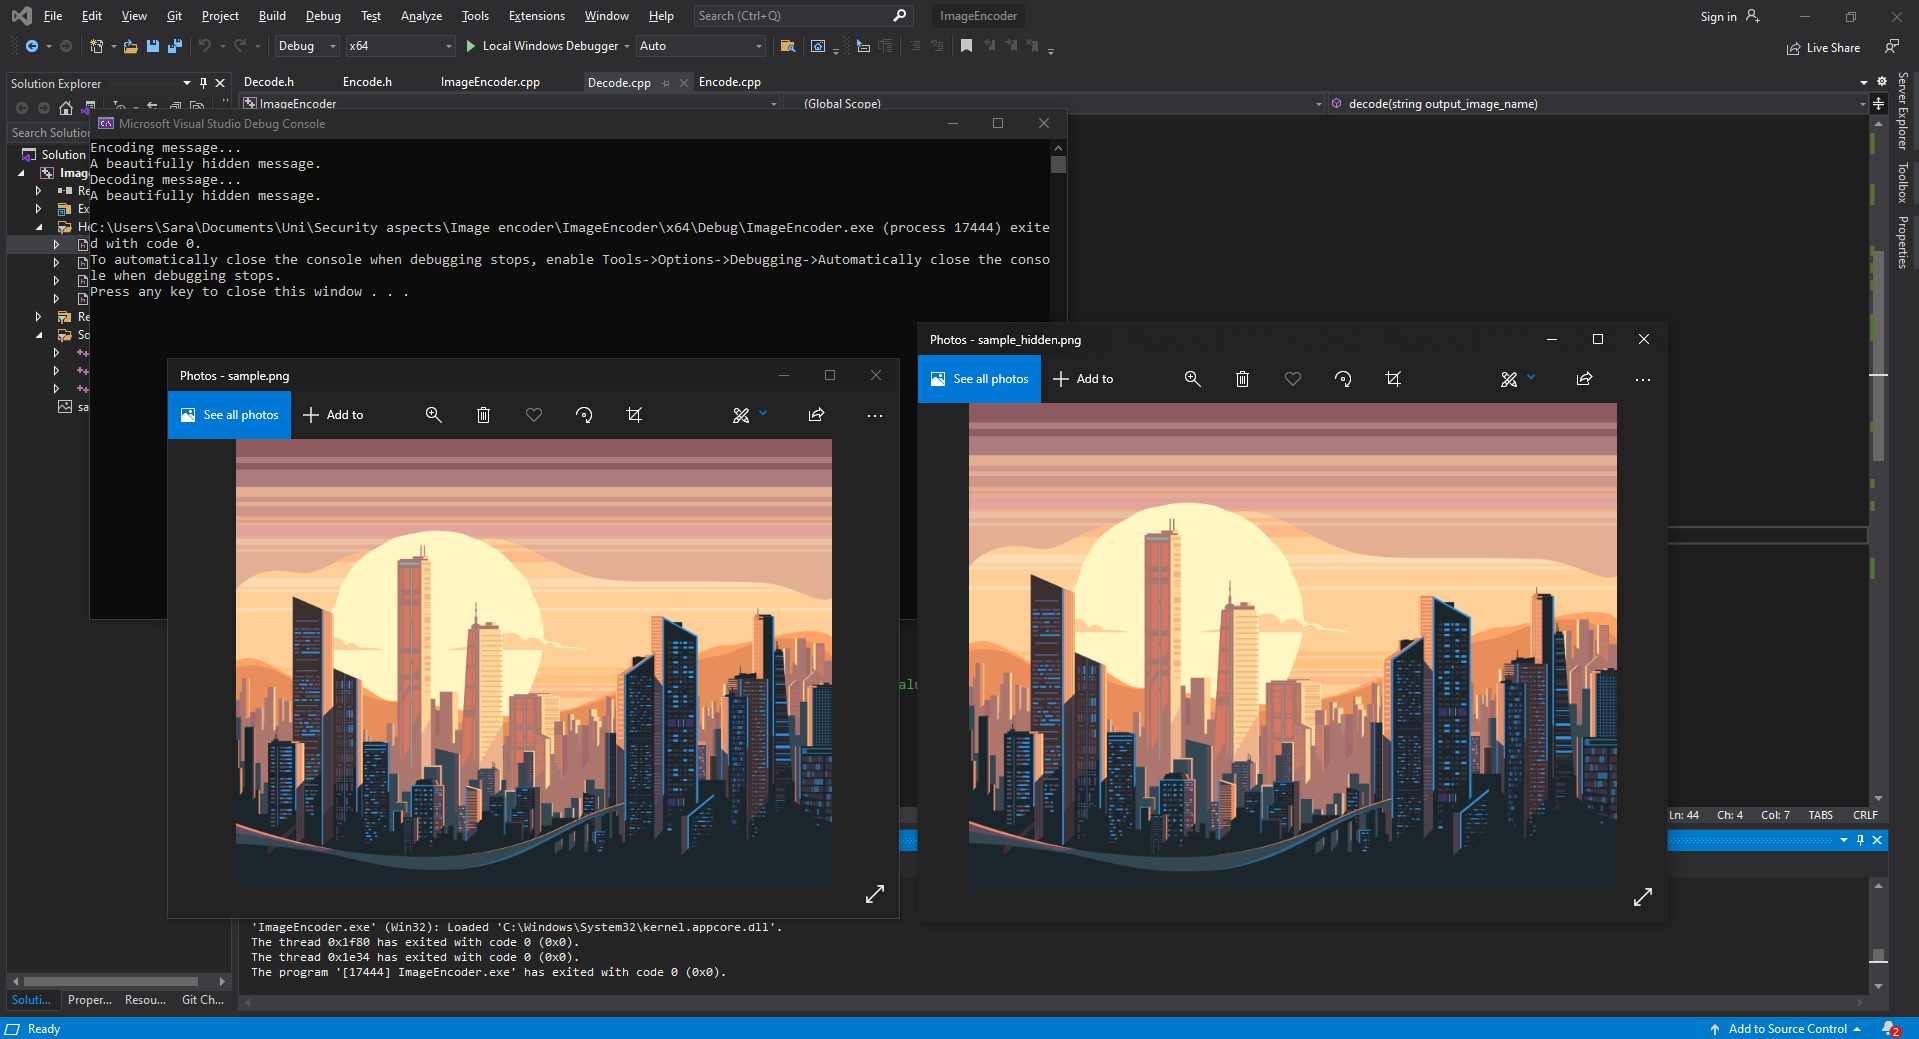 File Edit View Git Project Build Debug Test Analyze Tools Extensions Window Help Search (Ctrl+Q) ImageEncoder Sign in
Debug x64 Local Windows Debugger Auto Live Share
Solution Explorer
Decode.h Encode.h ImageEncoder.cpp Decode.cpp Encode.cpp
ImageEncoder (Global Scope) decode(string output_image_name)
Search Solutio
Solution
Imag
Re
Ex
He
Re
So
sa
Server Explorer
Toolbox
Properties
Microsoft Visual Studio Debug Console
Encoding message...
A beautifully hidden message.
Decoding message...
A beautifully hidden message.
C:\Users\Sara\Documents\Uni\Security aspects\Image encoder\ImageEncoder\x64\Debug\ImageEncoder.exe (process 17444) exite
d with code 0.
To automatically close the console when debugging stops, enable Tools->Options->Debugging->Automatically close the conso
le when debugging stops.
Press any key to close this window . . .
Photos - sample.png
See all photos Add to
Photos - sample_hidden.png
See all photos Add to
alu
Ln: 44 Ch: 4 Col: 7 TABS CRLF
'ImageEncoder.exe' (Win32): Loaded 'C:\Windows\System32\kernel.appcore.dll'.
The thread 0x1f80 has exited with code 0 (0x0).
The thread 0x1e34 has exited with code 0 (0x0).
The program '[17444] ImageEncoder.exe' has exited with code 0 (0x0).
Soluti... Proper... Resou... Git Ch...
Ready Add to Source Control 2